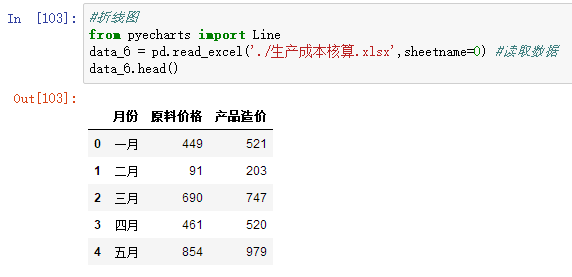 In [103]: #折线图
from pyecharts import Line
data_6 = pd.read_excel('./生产成本核算.xlsx',sheetname=0) #读取数据
data_6.head()
Out[103]:
月份 原料价格 产品造价
0 一月 449 521
1 二月 91 203
2 三月 690 747
3 四月 461 520
4 五月 854 979